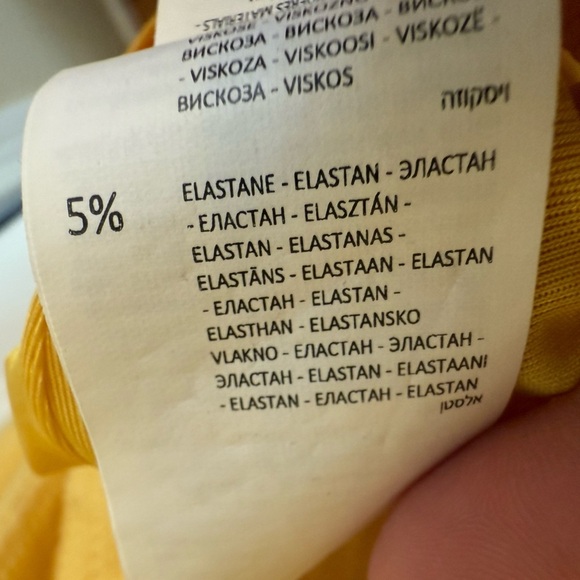 ВИСКОЗА - ВИСКОЗА -
- VISKOZA - VISKOOSI - VISKOZĖ -
ВИСКОЗА - VISKOS
ויסקוזה
5%
ELASTANE - ELASTAN - ЭЛАСТАН
- ЕЛАСТАН - ELASZTÁN -
ELASTAN - ELASTANAS -
ELASTĀNS - ELASTAAN - ELASTAN
- ЕЛАСТАН - ELASTAN -
ELASTHAN - ELASTANSKO
VLAKNO - ЕЛАСТАН - ЭЛАСТАН -
ЭЛАСТАН - ELASTAN - ELASTAANI
- ELASTAN - ЕЛАСТАН - ELASTAN
אלסטן